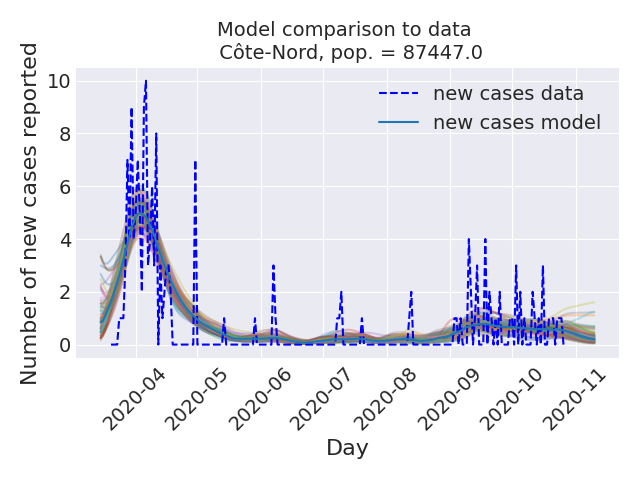 Model comparison to data
Côte-Nord, pop. = 87447.0
Number of new cases reported
10
8
6
4
2
0
new cases data
new cases model
2020-04
2020-05
2020-06
2020-07
2020-08
2020-09
2020-10
2020-11
Day